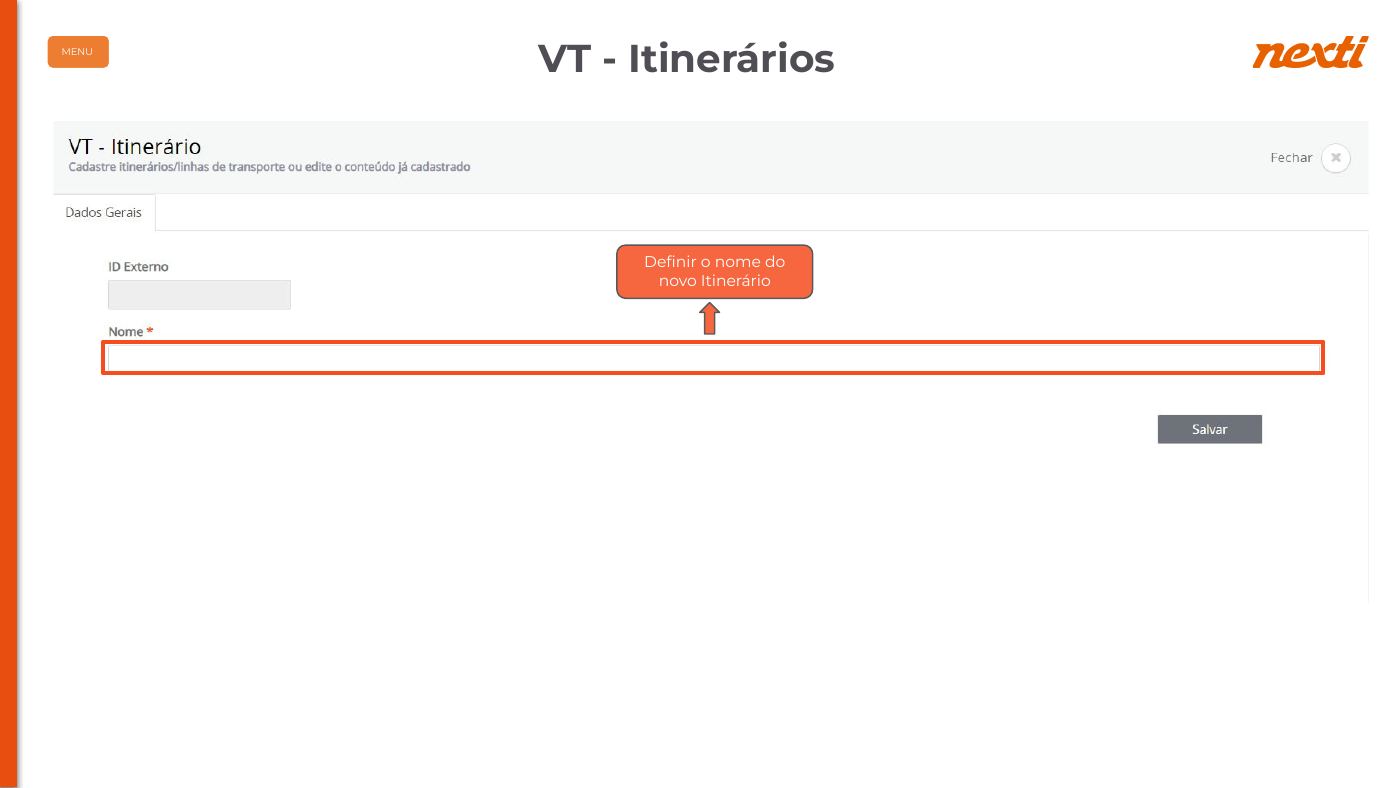 MENU
VT - Itinerários
nexti
VT - Itinerário
Cadastre itinerários/linhas de transporte ou edite o conteúdo já cadastrado
Fechar
Dados Gerais
ID Externo
Definir o nome do
novo Itinerário
Nome *
Salvar